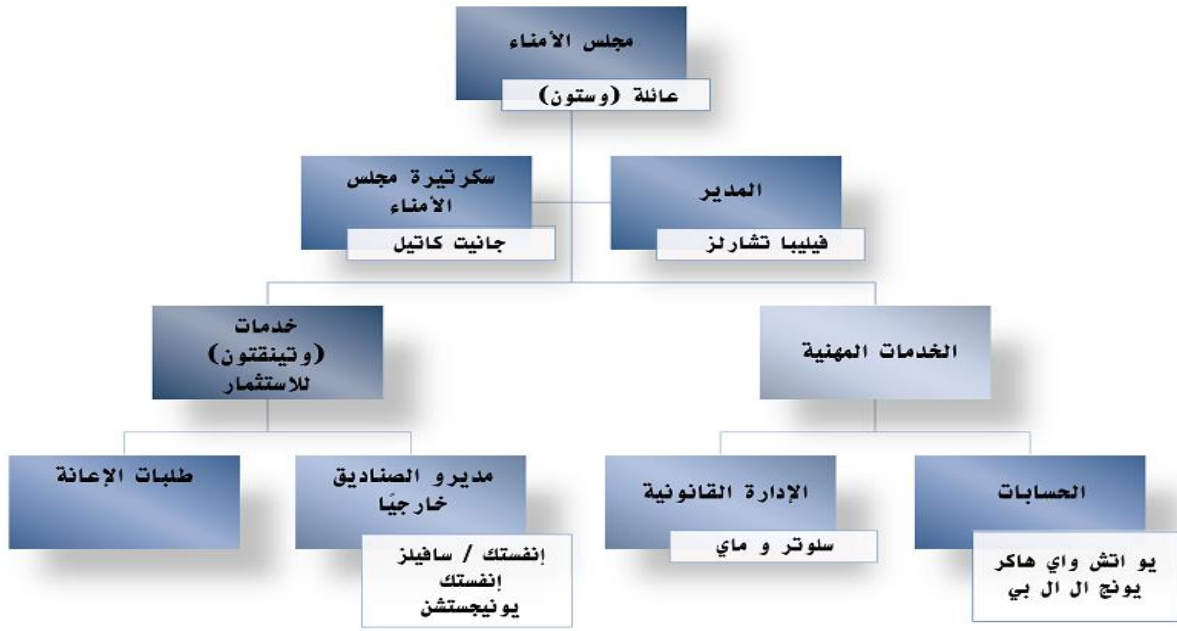 مجلس الأمناء
عائلة (وستون)
المدير
فيليبا تشارلز
سكرتيرة مجلس
الأمناء
جانيت كاتيل
الخدمات المهنية
خدمات
(وتينقتون)
للاستثمار
الحسابات
يو اتش واي هاكر
يونج ال ال بي
الإدارة القانونية
سلوتر و ماي
مديرو الصناديق
خارجيًا
إنفستك / سافيلز
إنفستك
يونيجستشن
طلبات الإعانة